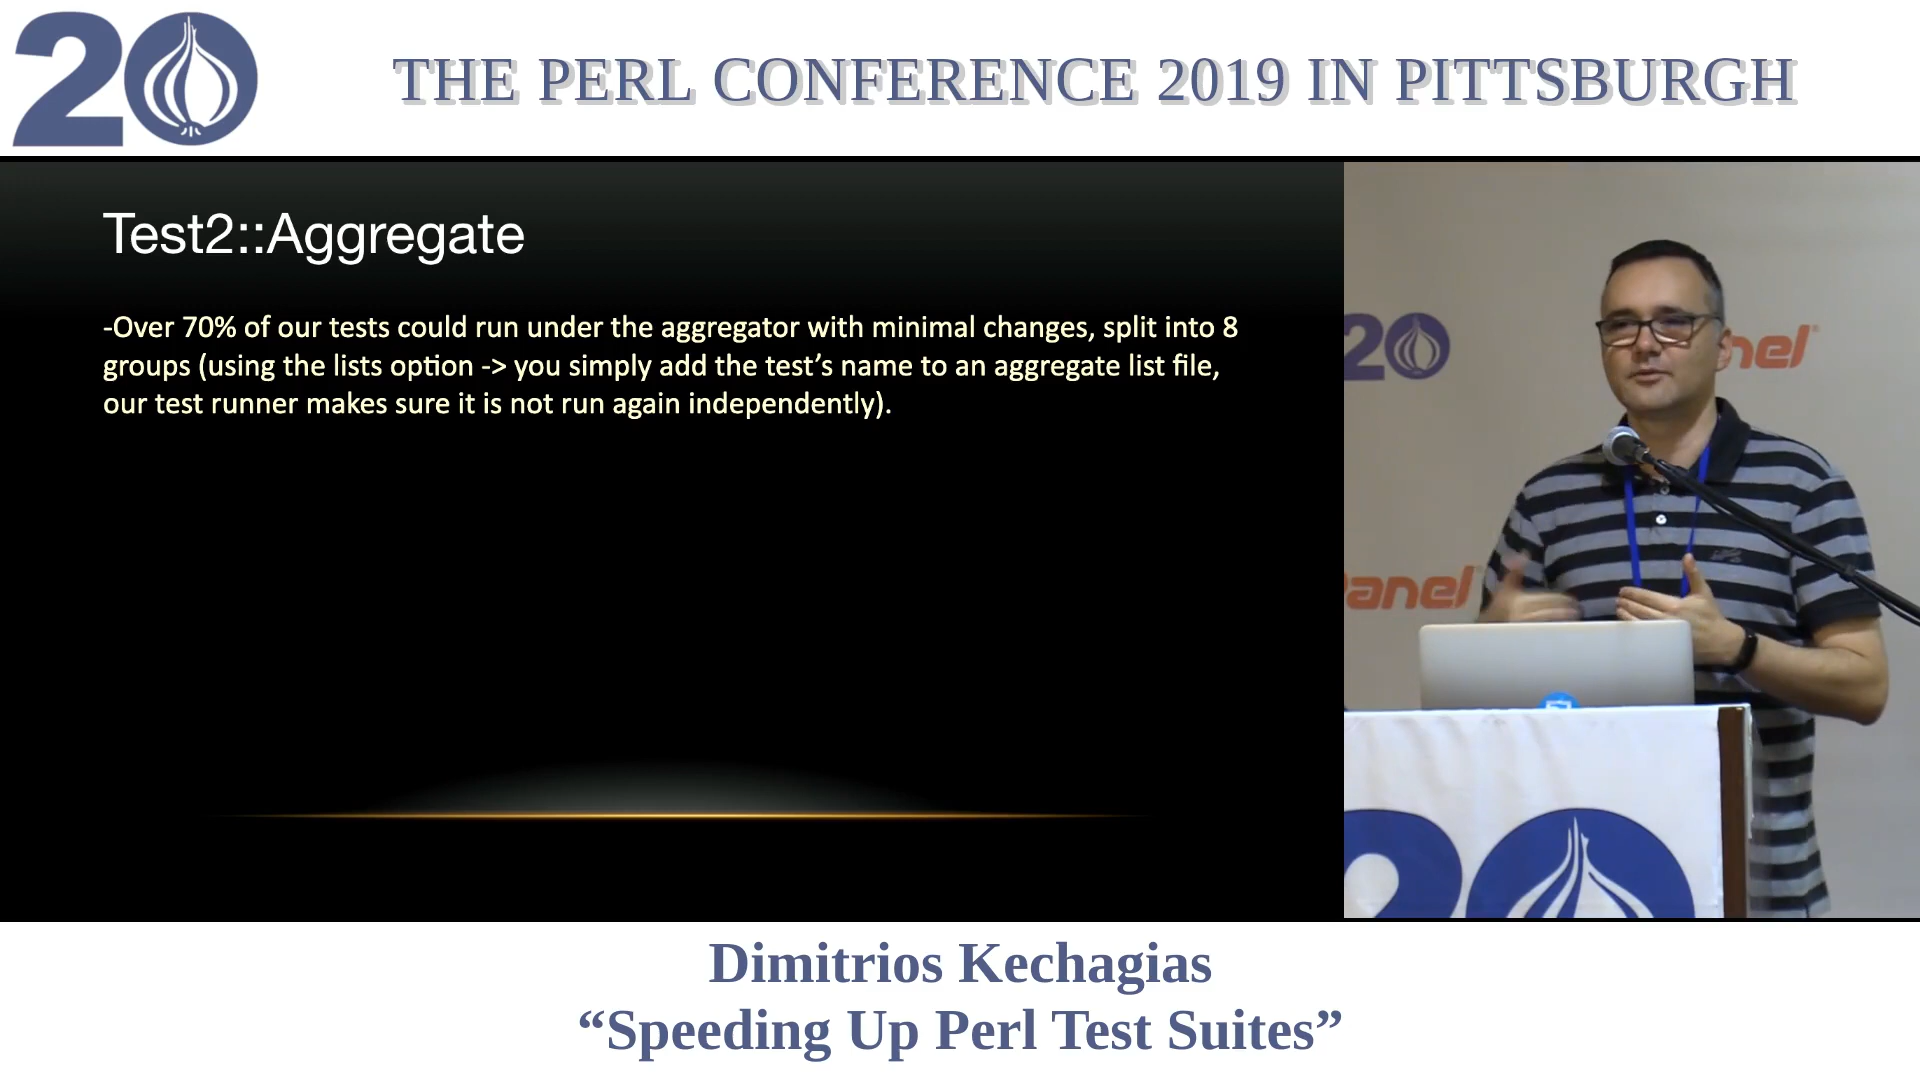 20
THE PERL CONFERENCE 2019 IN PITTSBURGH
Test2::Aggregate
-Over 70% of our tests could run under the aggregator with minimal changes, split into 8
groups (using the lists option -> you simply add the test’s name to an aggregate list file,
our test runner makes sure it is not run again independently).
20
nel
anel
20
Dimitrios Kechagias
“Speeding Up Perl Test Suites”